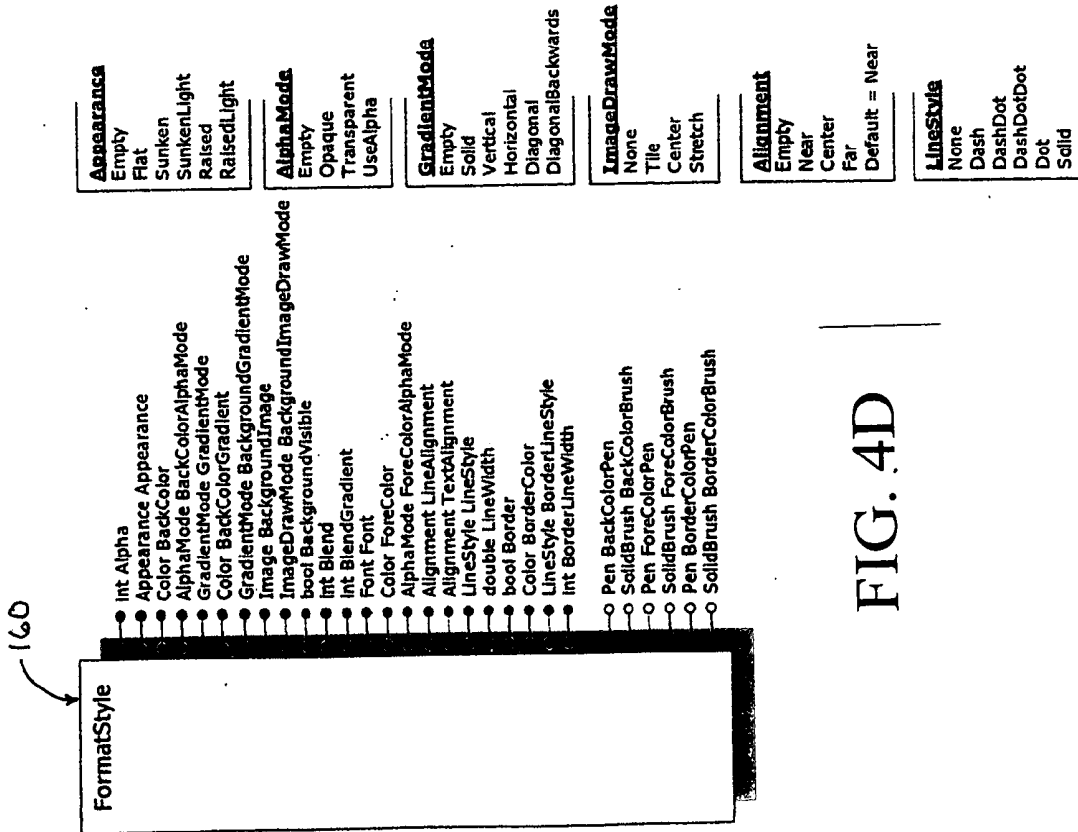 160
FormatStyle
Int Alpha
Appearance Appearance
Color BackColor
AlphaMode BackColorAlphaMode
GradientMode GradientMode
Color BackColorGradient
GradientMode BackgroundGradientMode
Image BackgroundImage
ImageDrawMode BackgroundImageDrawMode
bool BackgroundVisible
Int Blend
Int BlendGradient
Font Font
Color ForeColor
AlphaMode ForeColorAlphaMode
Alignment LineAlignment
Alignment TextAlignment
LineStyle LineStyle
double LineWidth
bool Border
Color BorderColor
LineStyle BorderLineStyle
Int BorderLineWidth
Pen BackColorPen
SolidBrush BackColorBrush
Pen ForeColorPen
SolidBrush ForeColorBrush
Pen BorderColorPen
SolidBrush BorderColorBrush
Appearance
Empty
Flat
Sunken
SunkenLight
Raised
RaisedLight
AlphaMode
Empty
Opaque
Transparent
UseAlpha
GradientMode
Empty
Solid
Vertical
Horizontal
Diagonal
DiagonalBackwards
ImageDrawMode
None
Tile
Center
Stretch
Alignment
Empty
Near
Center
Far
Default = Near
LineStyle
None
Dash
DashDot
DashDotDot
Dot
Solid
FIG. 4D